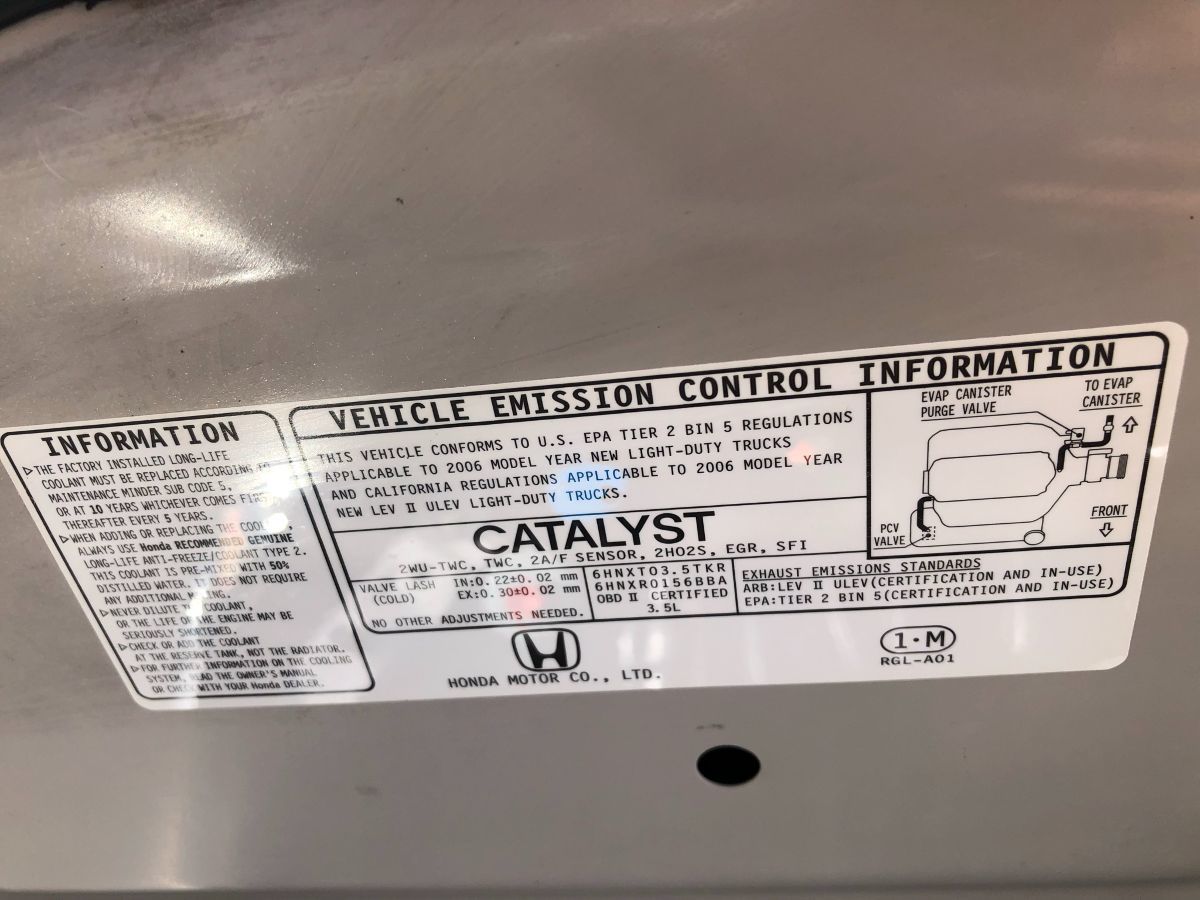 INFORMATION
▷THE FACTORY INSTALLED LONG-LIFE
COOLANT MUST BE REPLACED ACCORDING TO
MAINTENANCE MINDER SUB CODE 5,
OR AT 10 YEARS WHICHEVER COMES FIRST,
THEREAFTER EVERY 5 YEARS.
▷WHEN ADDING OR REPLACING THE COOLANT,
ALWAYS USE Honda RECOMMENDED GENUINE
LONG-LIFE ANTI-FREEZE/COOLANT TYPE 2.
THIS COOLANT IS PRE-MIXED WITH 50%
DISTILLED WATER. IT DOES NOT REQUIRE
ANY ADDITIONAL MIXING.
▷NEVER DILUTE THE COOLANT,
OR THE LIFE OF THE ENGINE MAY BE
SERIOUSLY SHORTENED.
▷CHECK OR ADD THE COOLANT
AT THE RESERVE TANK, NOT THE RADIATOR.
▷FOR FURTHER INFORMATION ON THE COOLING
SYSTEM, READ THE OWNER'S MANUAL
OR CHECK WITH YOUR Honda DEALER.
VEHICLE EMISSION CONTROL INFORMATION
THIS VEHICLE CONFORMS TO U.S. EPA TIER 2 BIN 5 REGULATIONS
APPLICABLE TO 2006 MODEL YEAR NEW LIGHT-DUTY TRUCKS
AND CALIFORNIA REGULATIONS APPLICABLE TO 2006 MODEL YEAR
NEW LEV II ULEV LIGHT-DUTY TRUCKS.
CATALYST
2WU-TWC, TWC, 2A/F SENSOR, 2HO2S, EGR, SFI
VALVE LASH IN:0.22±0.02 mm
(COLD) EX:0.30±0.02 mm
NO OTHER ADJUSTMENTS NEEDED.
6HNXT03.5TKR
6HNXR0156BBA
OBD II CERTIFIED
3.5L
EXHAUST EMISSIONS STANDARDS
ARB:LEV II ULEV(CERTIFICATION AND IN-USE)
EPA:TIER 2 BIN 5(CERTIFICATION AND IN-USE)
EVAP CANISTER
PURGE VALVE
TO EVAP
CANISTER
PCV
VALVE
FRONT
HONDA MOTOR CO., LTD.
1·M
RGL-A01